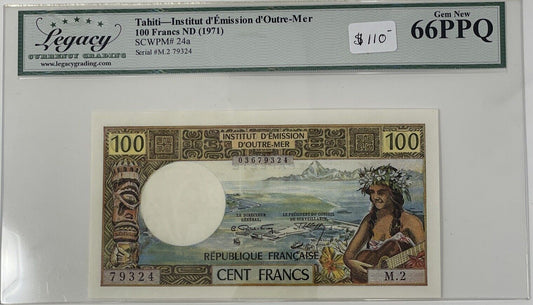 Legacy
CURRENCY GRADING
www.legacygrading.com
Tahiti—Institut d'Émission d'Outre-Mer
100 Francs ND (1971)
SCWPM# 24a
Serial #M.2 79324
$110-
Gem New
66PPQ
100
INSTITUT D'ÉMISSION
D'OUTRE-MER
03679324
100
LE DIRECTEUR
GÉNÉRAL,
LE PRÉSIDENT DU CONSEIL
DE SURVEILLANCE,
RÉPUBLIQUE FRANÇAISE
79324
CENT FRANCS
M.2